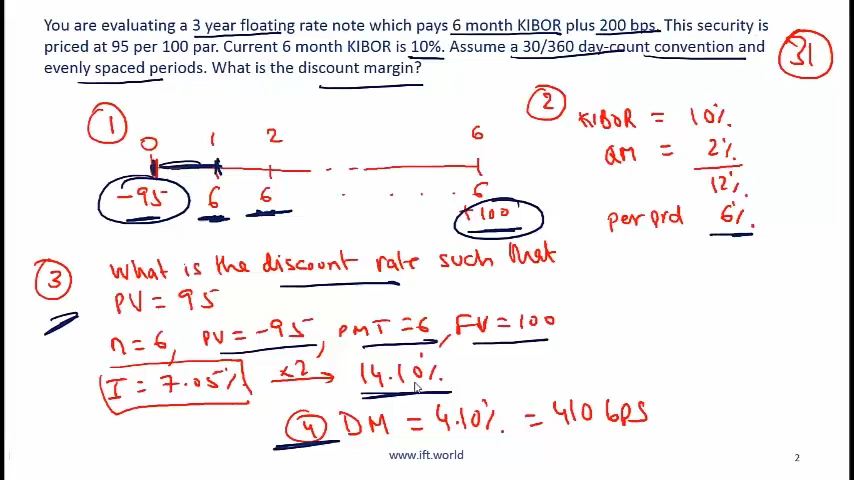 You are evaluating a 3 year floating rate note which pays 6 month KIBOR plus 200 bps. This security is
priced at 95 per 100 par. Current 6 month KIBOR is 10%. Assume a 30/360 day-count convention and
evenly spaced periods. What is the discount margin?
31
1
0 1 2 6
-95 6 6 . . . . 6
+100
2
KIBOR = 10%
QM = 2%
12%
per prd 6%.
3
What is the discount rate such that
PV = 95
n = 6, PV = -95, PMT = 6, FV = 100
I = 7.05% x2 → 14.10%
4 DM = 4.10% = 410 bps
www.ift.world
2